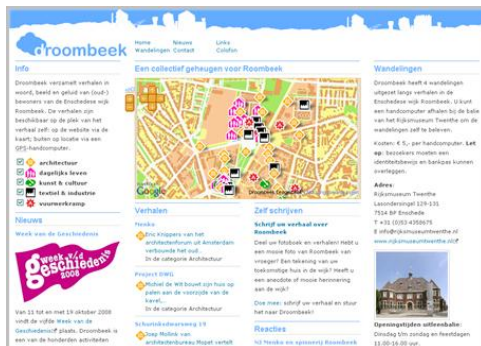 droombeek
Home
Nieuws
Links
Wandelingen
Contact
Colofon
Info
Droombeek verzamelt verhalen in
woord, beeld en geluid van (oud-)
bewoners van de Enschedese wijk
Roombeek. De verhalen zijn
beschikbaar op de plek van het
verhaal zelf: op de website via de
kaart; buiten op locatie via een
GPS-handcomputer.
architectuur
dagelijks leven
kunst & cultuur
textiel & industrie
vuurwerkramp
Nieuws
Week van de Geschiedenis
week v/d
geschiedenis
2008
Van 11 tot en met 19 oktober 2008
vindt de vijfde Week van de
Geschiedenis plaats. Droombeek is
een van de honderden activiteiten
Een collectief geheugen voor Roombeek
Google
Verhalen
Menko
Eric Knippers van het
architectenforum uit Amsterdam
verbouwde het oud...
In de categorie Architectuur
Project DWG
Michiel de Wit bouwt zijn huis op
palen aan de voorzijde van de
kavel...
In de categorie Architectuur
Schurinksdwarsweg 19
Joep Mölink van
architectenbureau Moget vertelt
Zelf schrijven
Schrijf uw verhaal over
Roombeek
Deel uw fotoboek en verhalen! Hebt u
een mooie foto van Roombeek van
vroeger? Een tekening van uw
toekomstige huis in de wijk? Heeft u
een anekdote of mooie herinnering
aan de wijk?
Doe mee: schrijf uw verhaal en stuur
het naar Droombeek!
Reacties
Wandelingen
Droombeek heeft 4 wandelingen
uitgezet langs verhalen in de
Enschedese wijk Roombeek. U kunt
een handcomputer afhalen bij de balie
van het Rijksmuseum Twenthe om de
wandelingen zelf te beleven.
Kosten: € 5,- per handcomputer. Let
op: bezoekers moeten een
identiteitsbewijs en bankpas kunnen
overleggen.
Adres:
Rijksmuseum Twenthe
Lasondersingel 129-131
7514 BP Enschede
T +31 (0)53 4358675
E info@rijksmuseumtwenthe.nl
www.rijksmuseumtwenthe.nl
Openingstijden uitleenbalie:
Dinsdag t/m zondag en feestdagen
11.00-16.00 uur.